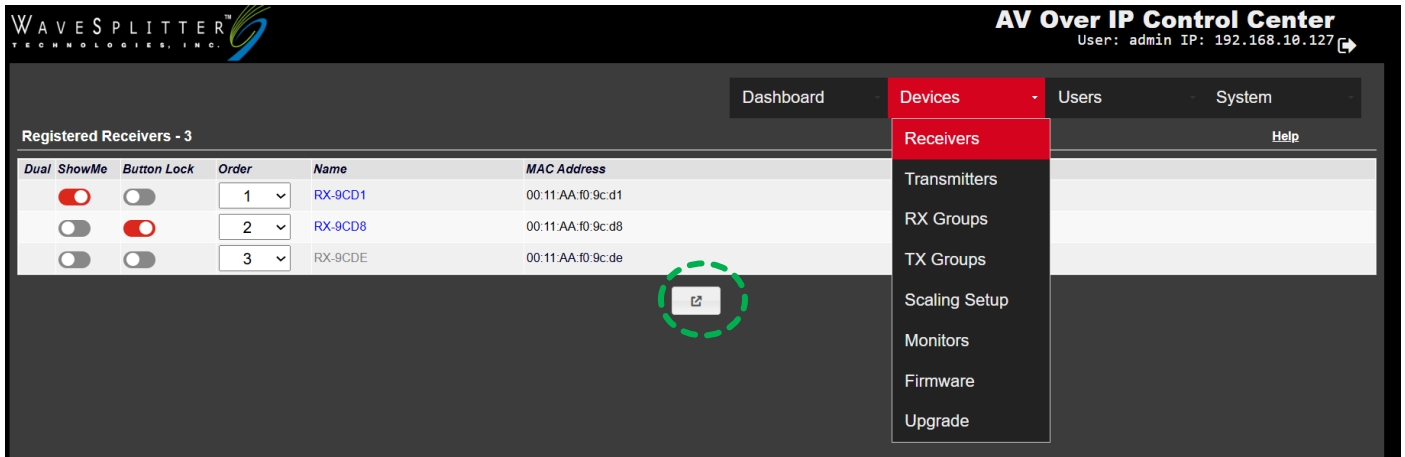 WAVESPLITTER™
TECHNOLOGIES, INC.
AV Over IP Control Center
User: admin IP: 192.168.10.127
Dashboard Devices Users System
Registered Receivers - 3
Help
Dual ShowMe Button Lock Order Name MAC Address
1 RX-9CD1 00:11:AA:f0:9c:d1
2 RX-9CD8 00:11:AA:f0:9c:d8
3 RX-9CDE 00:11:AA:f0:9c:de
Receivers
Transmitters
RX Groups
TX Groups
Scaling Setup
Monitors
Firmware
Upgrade